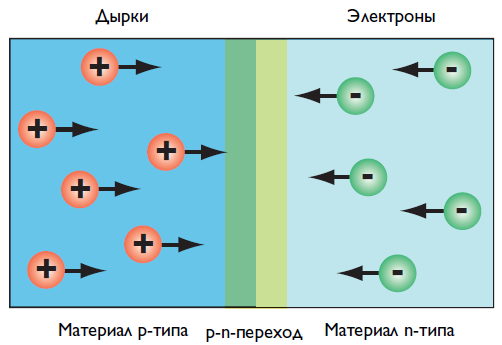 Дырки
Электроны
+
-
+
-
+
-
+
-
+
-
+
Материал p-типа
p-n-переход
Материал n-типа